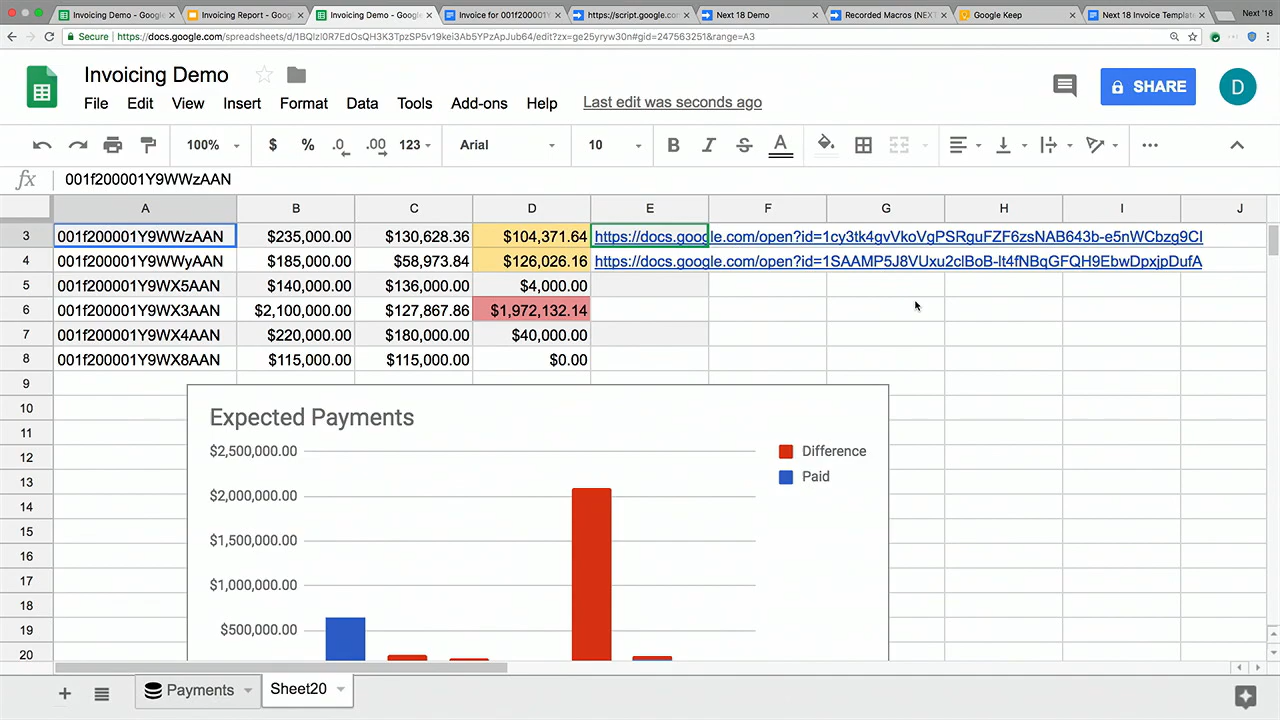 Invoicing Demo - Google
Invoicing Report - Google
Invoicing Demo - Google
Invoice for 001f200001Y
https://script.google.com
Next 18 Demo
Recorded Macros (NEXT
Google Keep
Next 18 Invoice Template
Next '18
Secure
https://docs.google.com/spreadsheets/d/1BQIzl0R7EdOsQH3K3TpzSP5v19kei3Ab5YPzApJub64/edit?zx=ge25yryw30n#gid=247563251&range=A3
Invoicing Demo
SHARE
D
File Edit View Insert Format Data Tools Add-ons Help Last edit was seconds ago
100% $ % .0 .00 123 Arial 10 B I S A
fx 001f200001Y9WWzAAN
A B C D E F G H I J
3 001f200001Y9WWzAAN $235,000.00 $130,628.36 $104,371.64 https://docs.google.com/open?id=1cy3tk4gvVkoVgPSRguFZF6zsNAB643b-e5nWCbzg9CI
4 001f200001Y9WWyAAN $185,000.00 $58,973.84 $126,026.16 https://docs.google.com/open?id=1SAAMP5J8VUxu2clBoB-lt4fNBqGFQH9EbwDpxjpDufA
5 001f200001Y9WX5AAN $140,000.00 $136,000.00 $4,000.00
6 001f200001Y9WX3AAN $2,100,000.00 $127,867.86 $1,972,132.14
7 001f200001Y9WX4AAN $220,000.00 $180,000.00 $40,000.00
8 001f200001Y9WX8AAN $115,000.00 $115,000.00 $0.00
9
10
11
12
13
14
15
16
17
18
19
20
Expected Payments
$2,500,000.00
$2,000,000.00
$1,500,000.00
$1,000,000.00
$500,000.00
Difference
Paid
Payments
Sheet20